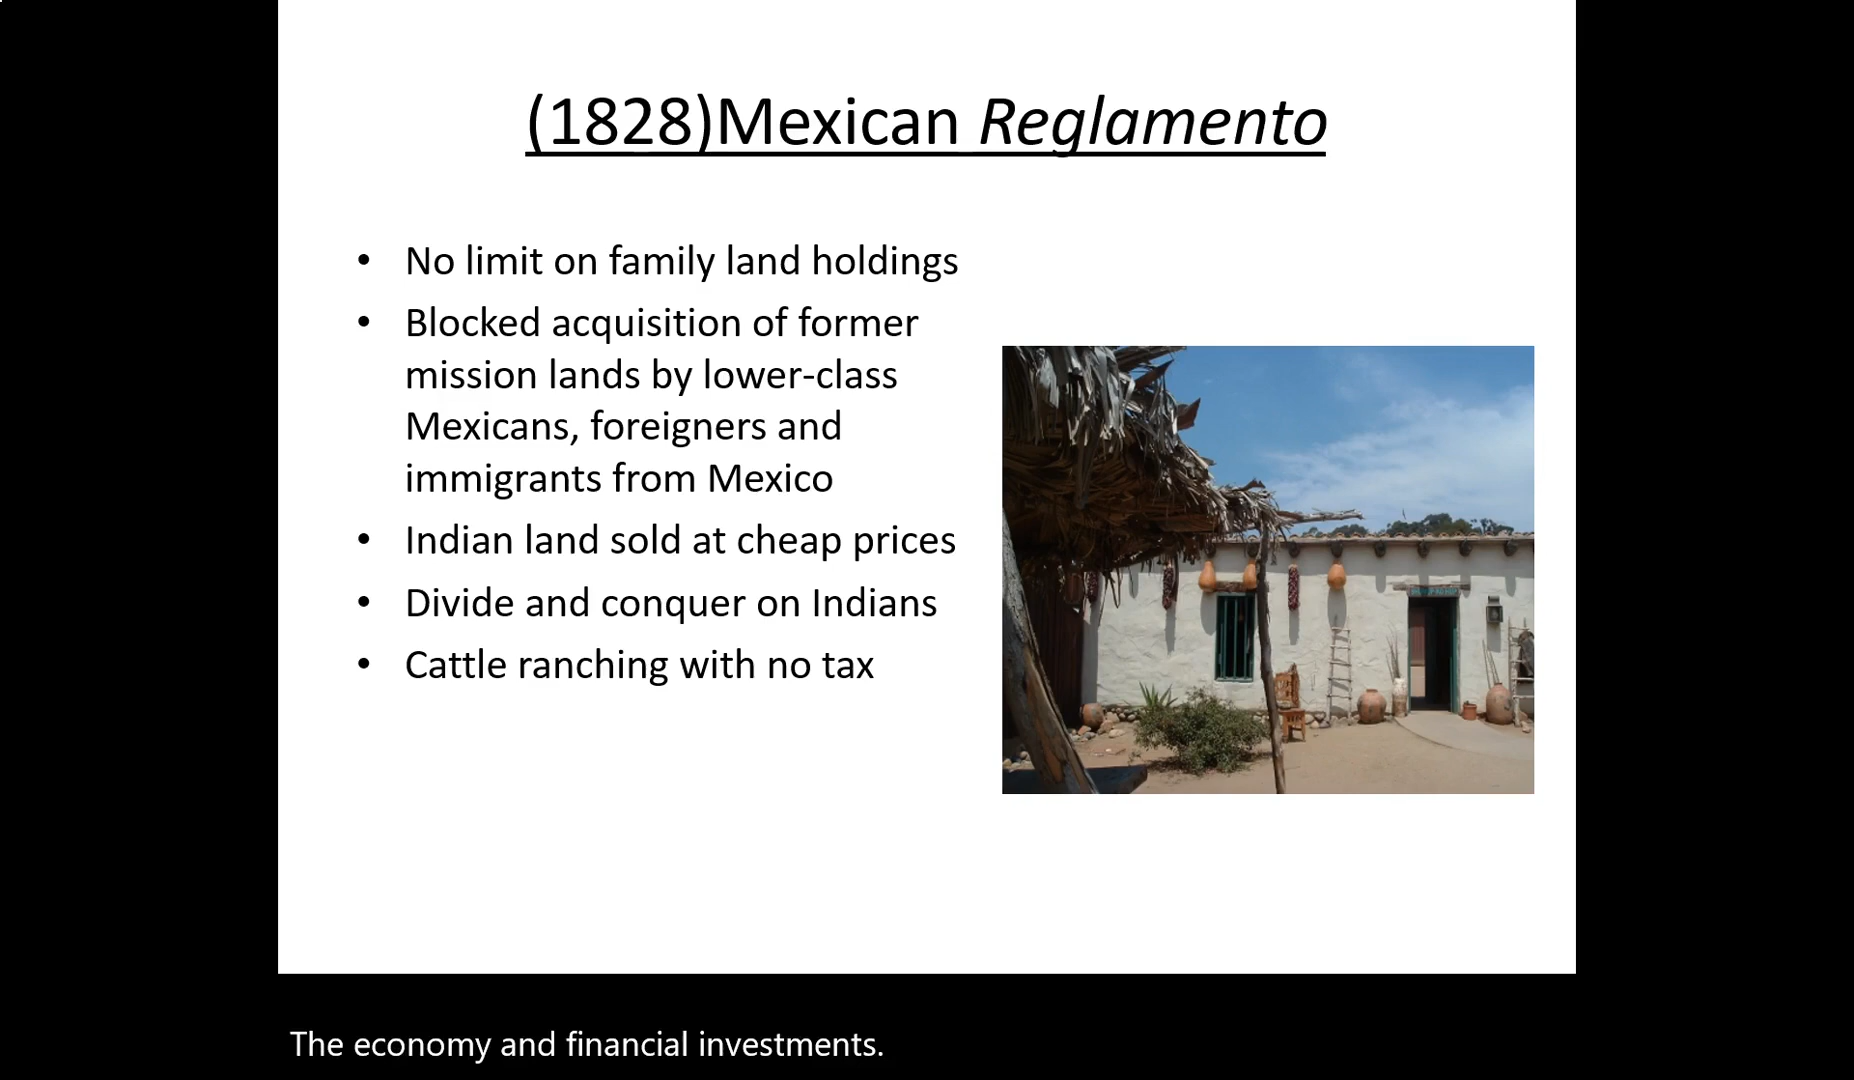 (1828)Mexican Reglamento
• No limit on family land holdings
• Blocked acquisition of former
mission lands by lower-class
Mexicans, foreigners and
immigrants from Mexico
• Indian land sold at cheap prices
• Divide and conquer on Indians
• Cattle ranching with no tax
The economy and financial investments.